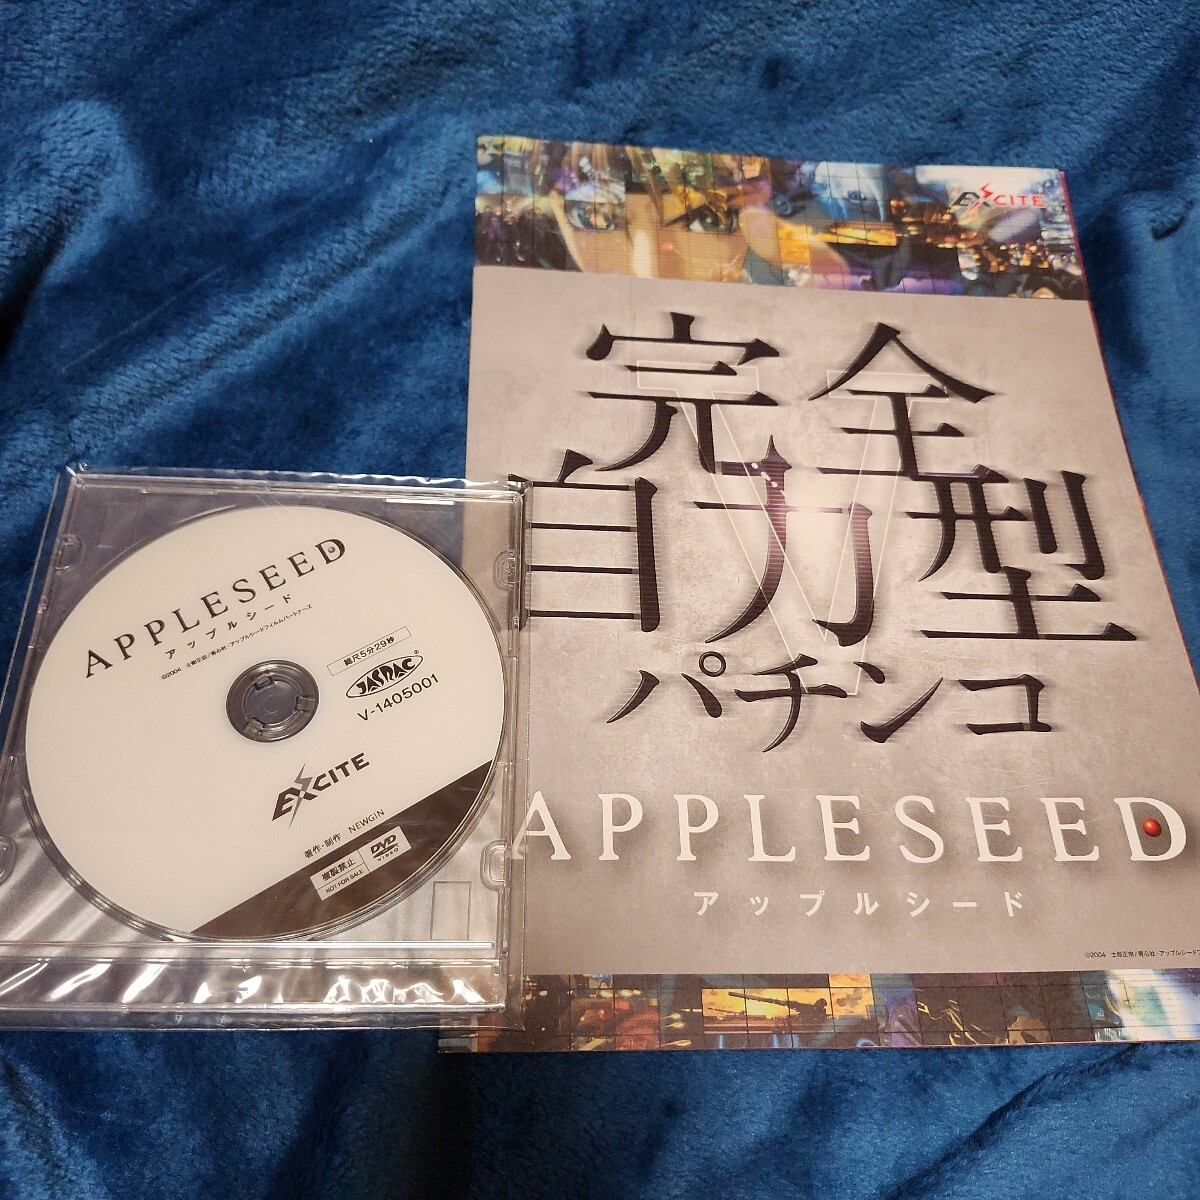 APPLESEED
アップルシード
©2004 士郎正宗/青心社・アップルシードフィルムパートナーズ
総尺5分29秒
JASRAC®
V-1405001
EXCITE
著作・制作 NEWGIN
複製禁止
NOT FOR SALE
DVD
VIDEO
EXCITE
完全
自力型
パチンコ
APPLESEED
アップルシード
©2004 士郎正宗/青心社・アップルシードフ